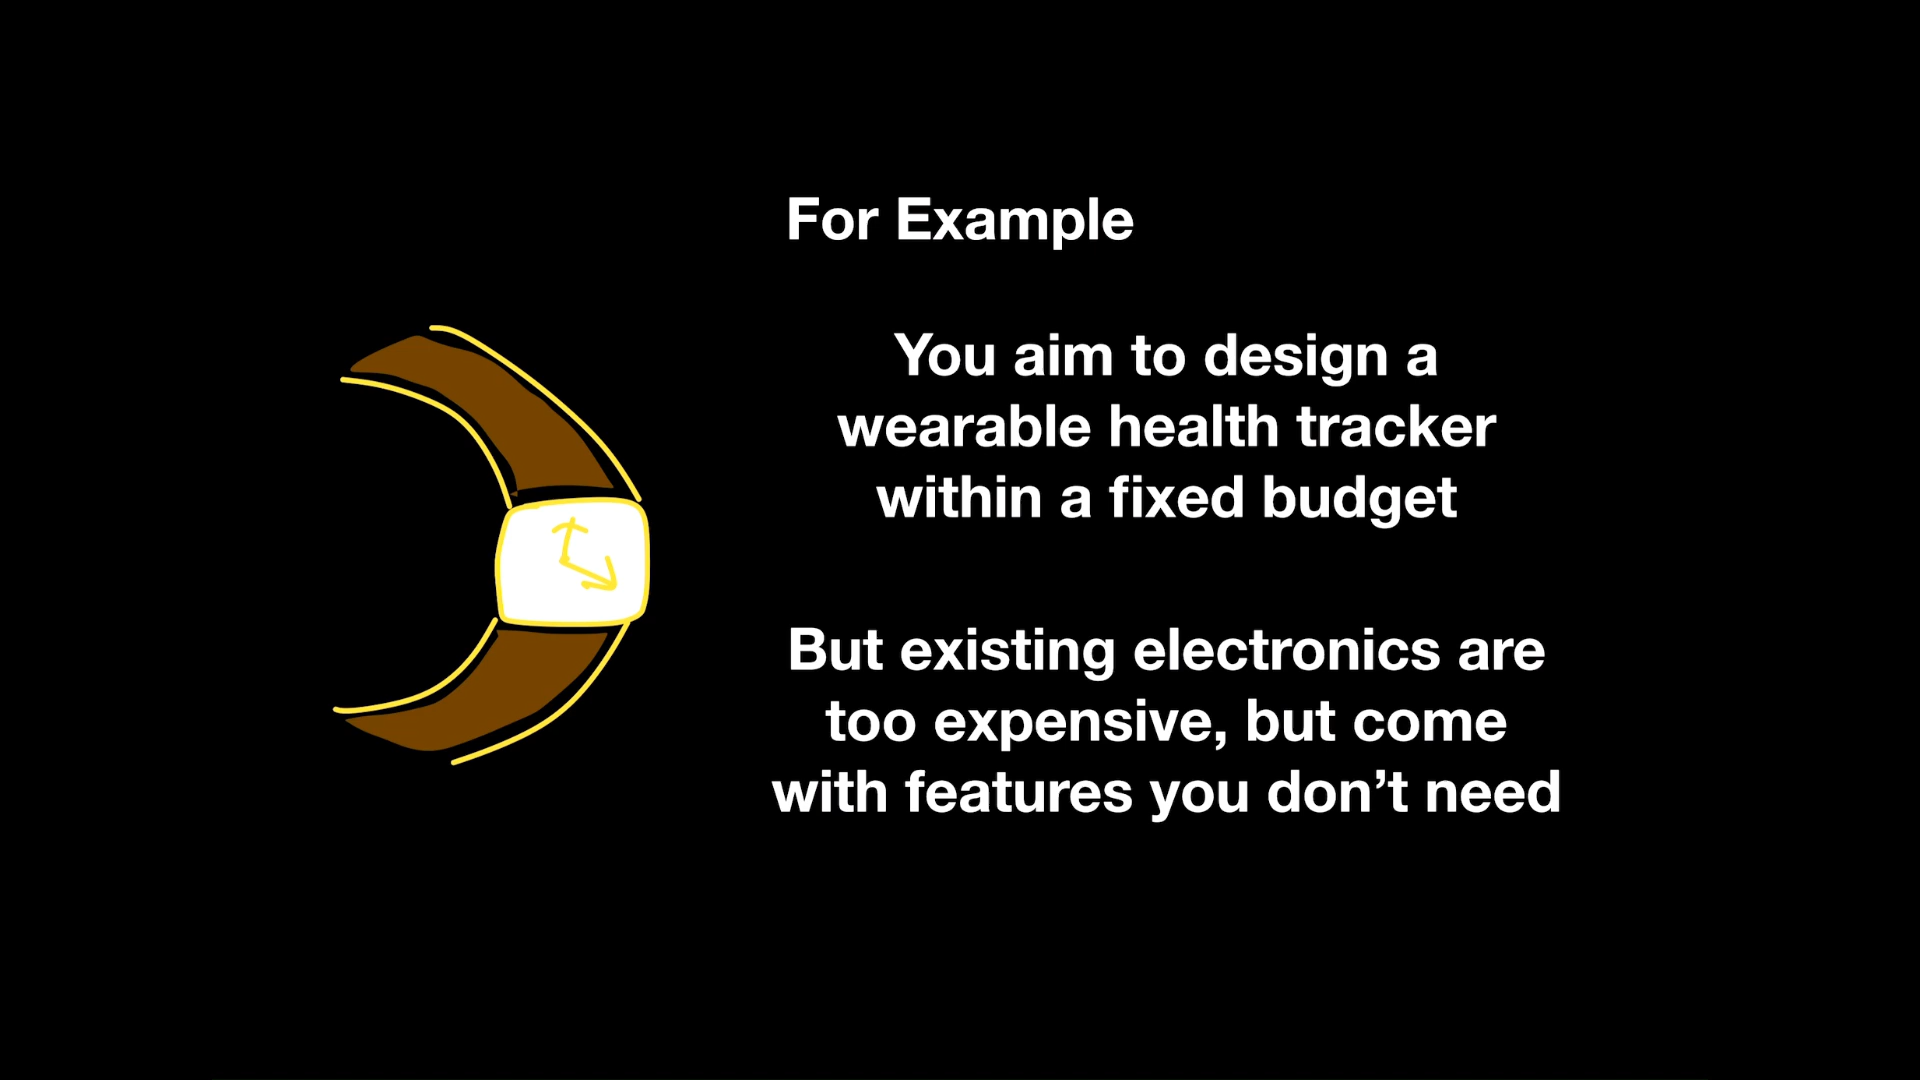 For Example
You aim to design a
wearable health tracker
within a fixed budget
But existing electronics are
too expensive, but come
with features you don’t need